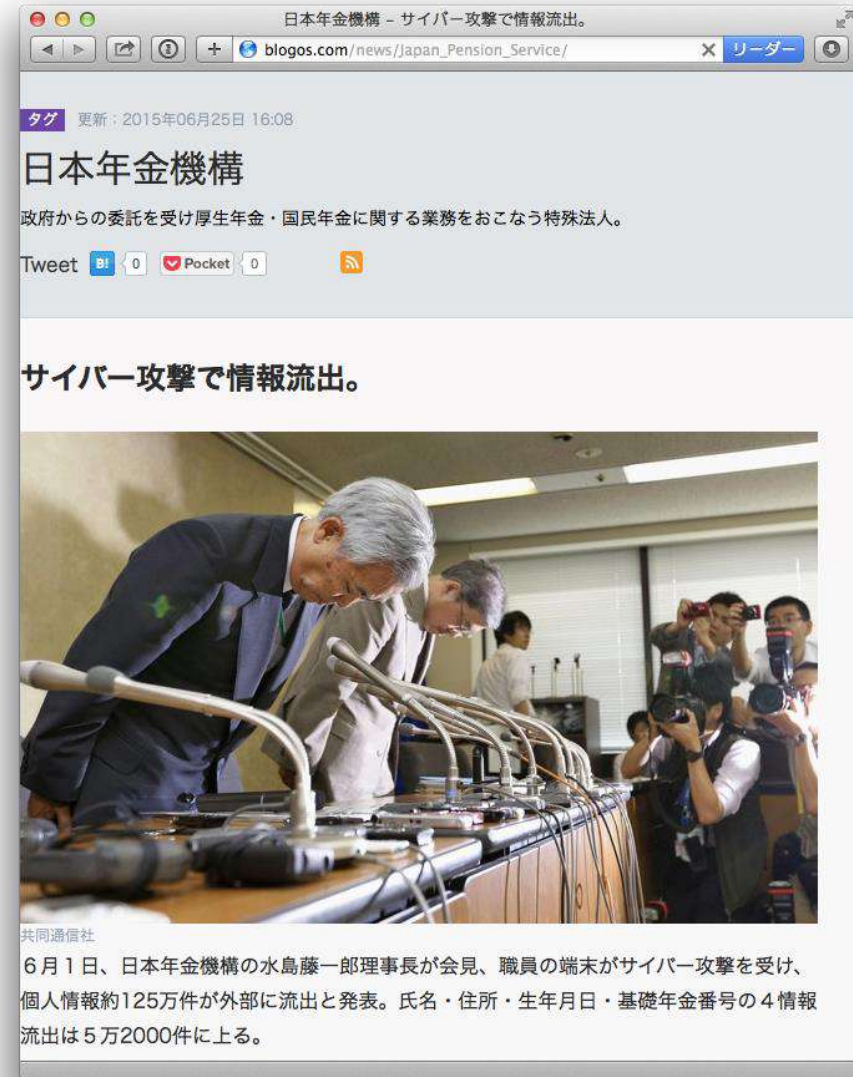 日本年金機構 – サイバー攻撃で情報流出。
blogos.com/news/Japan_Pension_Service/
リーダー
タグ 更新：2015年06月25日 16:08
日本年金機構
政府からの委託を受け厚生年金・国民年金に関する業務をおこなう特殊法人。
Tweet B! 0 Pocket 0
サイバー攻撃で情報流出。
共同通信社
６月１日、日本年金機構の水島藤一郎理事長が会見、職員の端末がサイバー攻撃を受け、
個人情報約125万件が外部に流出と発表。氏名・住所・生年月日・基礎年金番号の４情報
流出は５万2000件に上る。